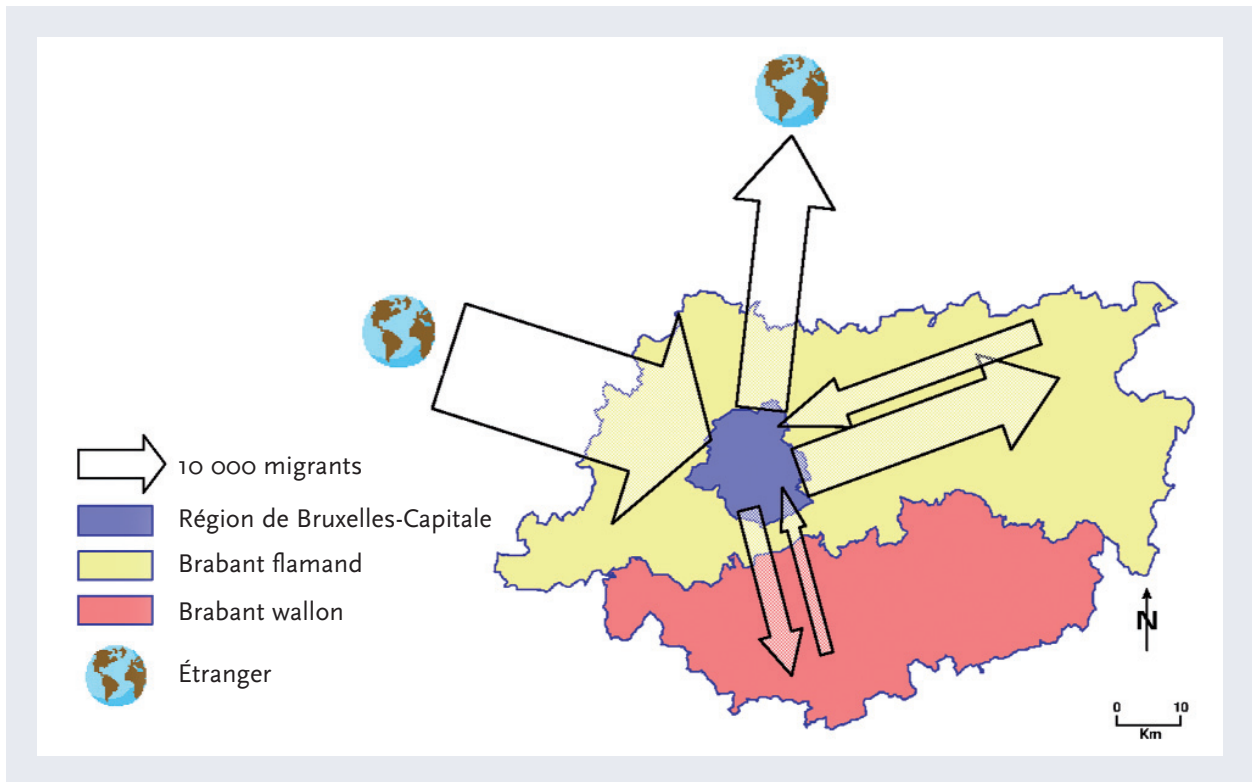 10 000 migrants
Région de Bruxelles-Capitale
Brabant flamand
Brabant wallon
Étranger
N
0 10
Km